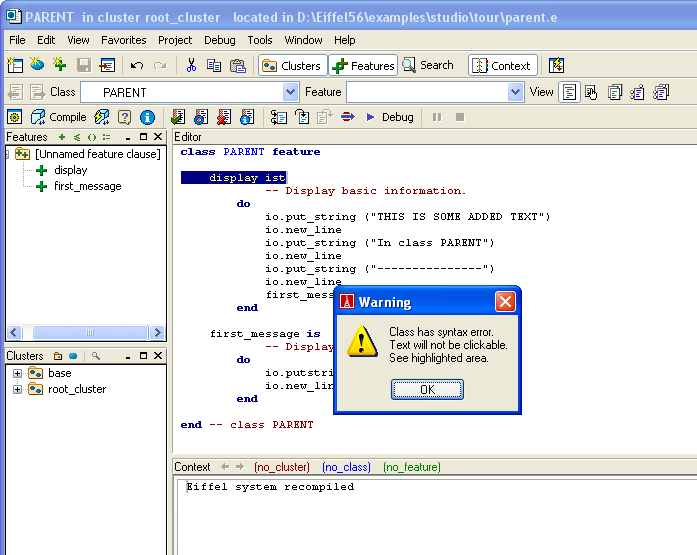 PARENT in cluster root_cluster located in D:\Eiffel56\examples\studio\tour\parent.e
File Edit View Favorites Project Debug Tools Window Help
Clusters Features Search Context
Class PARENT Feature View
Compile Debug
Features
[Unnamed feature clause]
display
first_message
Clusters
base
root_cluster
Editor
class PARENT feature
display ist
-- Display basic information.
do
io.put_string ("THIS IS SOME ADDED TEXT")
io.new_line
io.put_string ("In class PARENT")
io.new_line
io.put_string ("---------------")
io.new_line
first_mess
end
first_message is
-- Displa
do
io.putstri
io.new_lin
end
end -- class PARENT
Warning
Class has syntax error.
Text will not be clickable.
See highlighted area.
OK
Context (no_cluster) (no_class) (no_feature)
Eiffel system recompiled